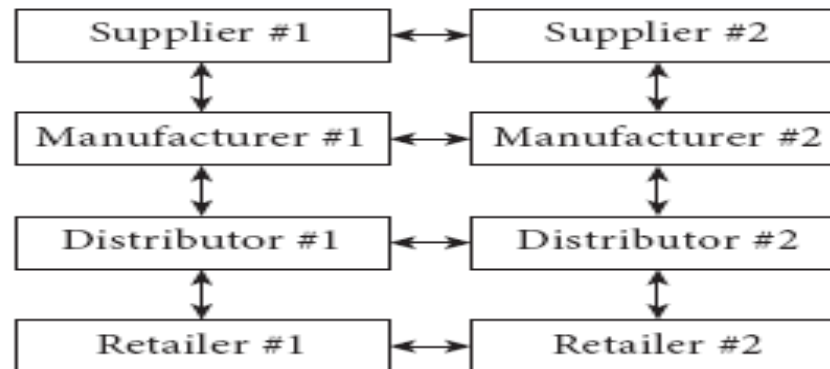 Supplier #1 Supplier #2
Manufacturer #1 Manufacturer #2
Distributor #1 Distributor #2
Retailer #1 Retailer #2